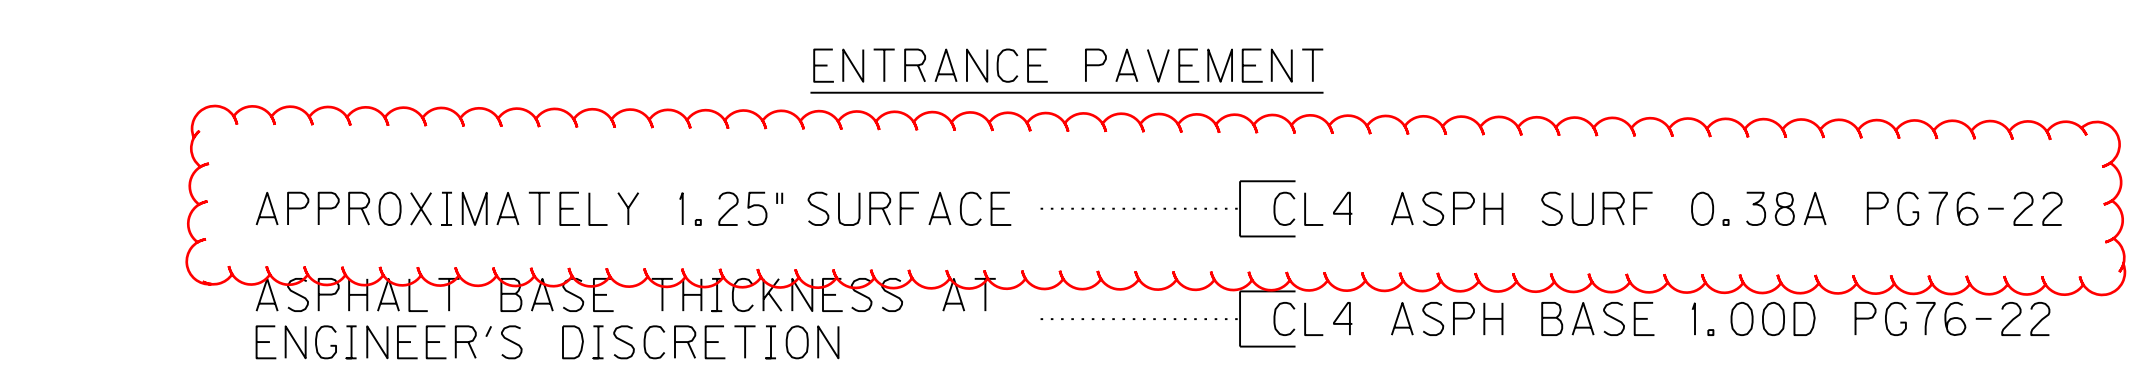 ENTRANCE PAVEMENT
APPROXIMATELY 1.25" SURFACE CL4 ASPH SURF 0.38A PG76-22
ASPHALT BASE THICKNESS AT
ENGINEER'S DISCRETION CL4 ASPH BASE 1.00D PG76-22